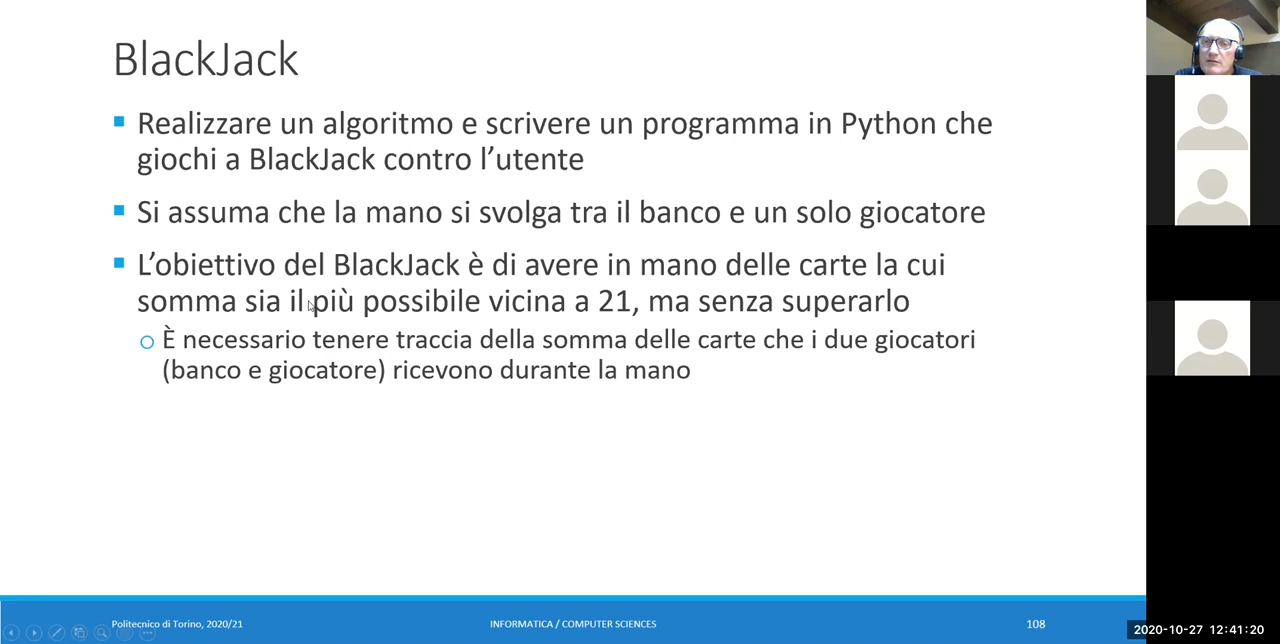 BlackJack
Realizzare un algoritmo e scrivere un programma in Python che
giochi a BlackJack contro l’utente
Si assuma che la mano si svolga tra il banco e un solo giocatore
L’obiettivo del BlackJack è di avere in mano delle carte la cui
somma sia il più possibile vicina a 21, ma senza superarlo
È necessario tenere traccia della somma delle carte che i due giocatori
(banco e giocatore) ricevono durante la mano
Politecnico di Torino, 2020/21
INFORMATICA / COMPUTER SCIENCES
108
2020-10-27 12:41:20